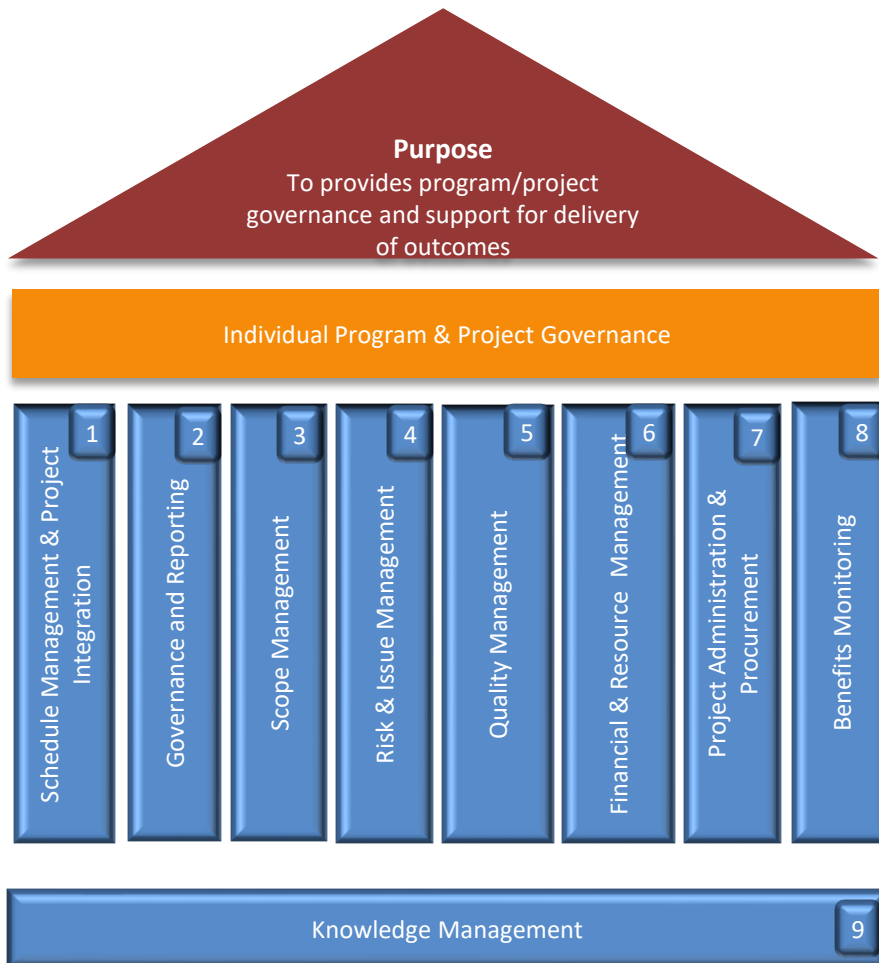 Purpose
To provides program/project
governance and support for delivery
of outcomes
Individual Program & Project Governance
1
Schedule Management & Project
Integration
2
Governance and Reporting
3
Scope Management
4
Risk & Issue Management
5
Quality Management
6
Financial & Resource Management
7
Project Administration &
Procurement
8
Benefits Monitoring
Knowledge Management
9